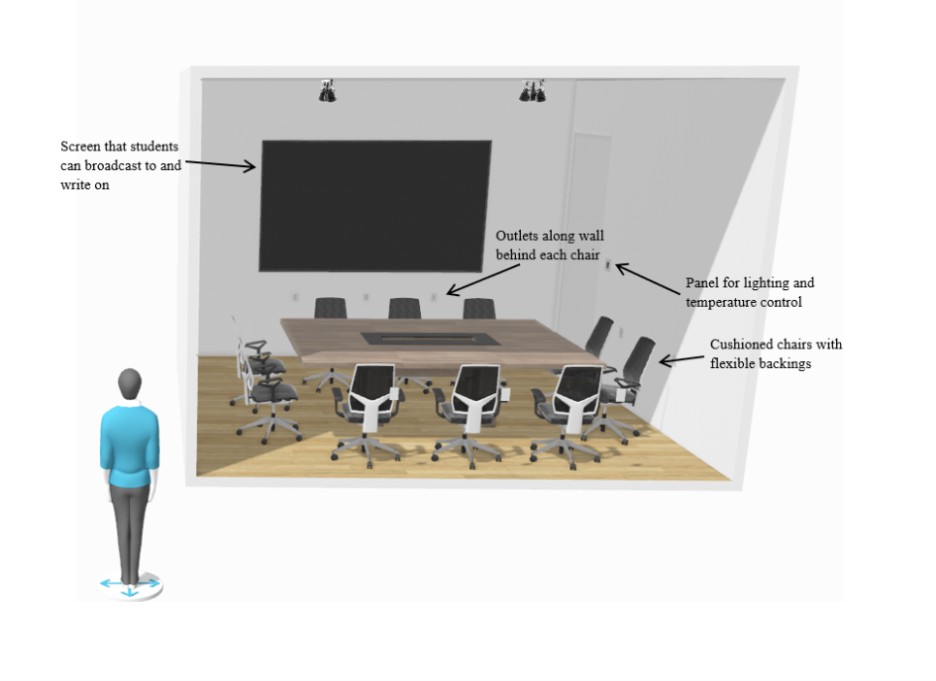 Screen that students
can broadcast to and
write on
Outlets along wall
behind each chair
Panel for lighting and
temperature control
Cushioned chairs with
flexible backings